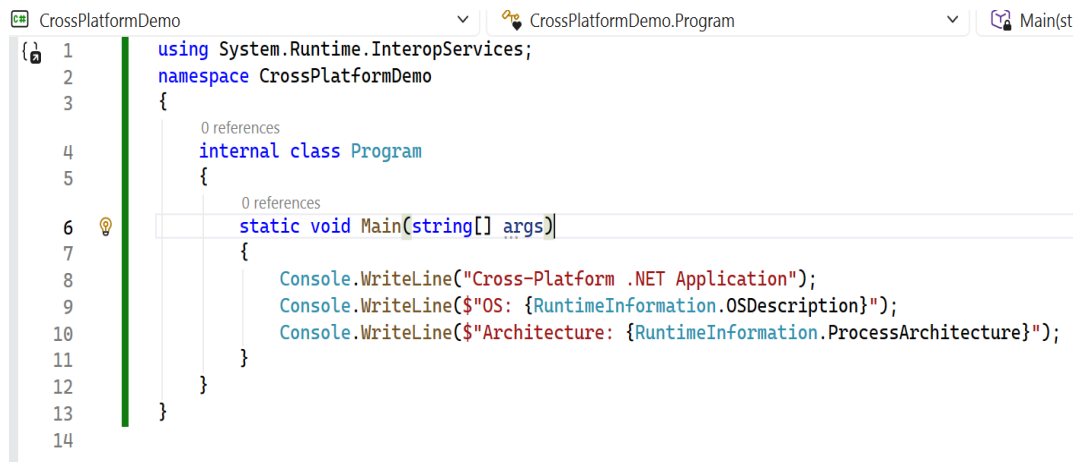 CrossPlatformDemo CrossPlatformDemo.Program Main(st
1 using System.Runtime.InteropServices;
2 namespace CrossPlatformDemo
3 {
0 references
4 internal class Program
5 {
0 references
6 static void Main(string[] args)
7 {
8 Console.WriteLine("Cross-Platform .NET Application");
9 Console.WriteLine($"OS: {RuntimeInformation.OSDescription}");
10 Console.WriteLine($"Architecture: {RuntimeInformation.ProcessArchitecture}");
11 }
12 }
13 }
14